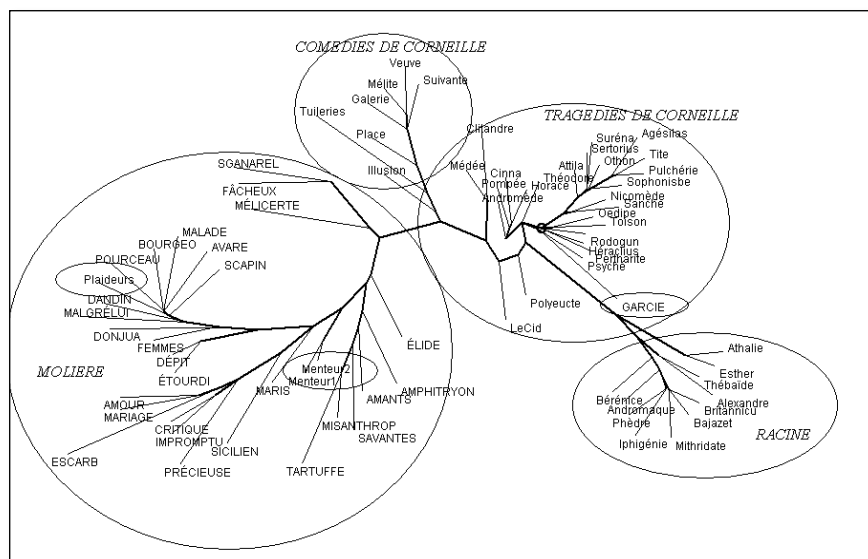 COMEDIES DE CORNEILLE
Veuve
Mélite
Suivante
Galerie
Tuileries
Place
Illusion
TRAGEDIES DE CORNEILLE
Clitandre
Médée
Cinna
Pompée
Horace
Andromède
Suréna
Agésilas
Sertorius
Othon
Attila
Tite
Théodore
Pulchérie
Sophonisbe
Nicomède
Sanche
Oedipe
Toison
Rodogun
Héraclius
Pertharite
Psyche
Polyeucte
LeCid
GARCIE
SGANAREL
FÂCHEUX
MÉLICERTE
MALADE
BOURGEO
AVARE
POURCEAU
SCAPIN
Plaideurs
DANDIN
MALGRÉLUI
DONJUA
FEMMES
DÉPIT
ÉTOURDI
MOLIERE
ÉLIDE
Menteur2
Menteur1
MARIS
AMPHITRYON
AMANTS
AMOUR
MARIAGE
CRITIQUE
IMPROMPTU
MISANTHROP
SICILIEN
SAVANTES
ESCARB
PRÉCIEUSE
TARTUFFE
Athalie
Esther
Thébaïde
Bérénice
Alexandre
Andromaque
Britannicu
Phèdre
Bajazet
Iphigénie
Mithridate
RACINE